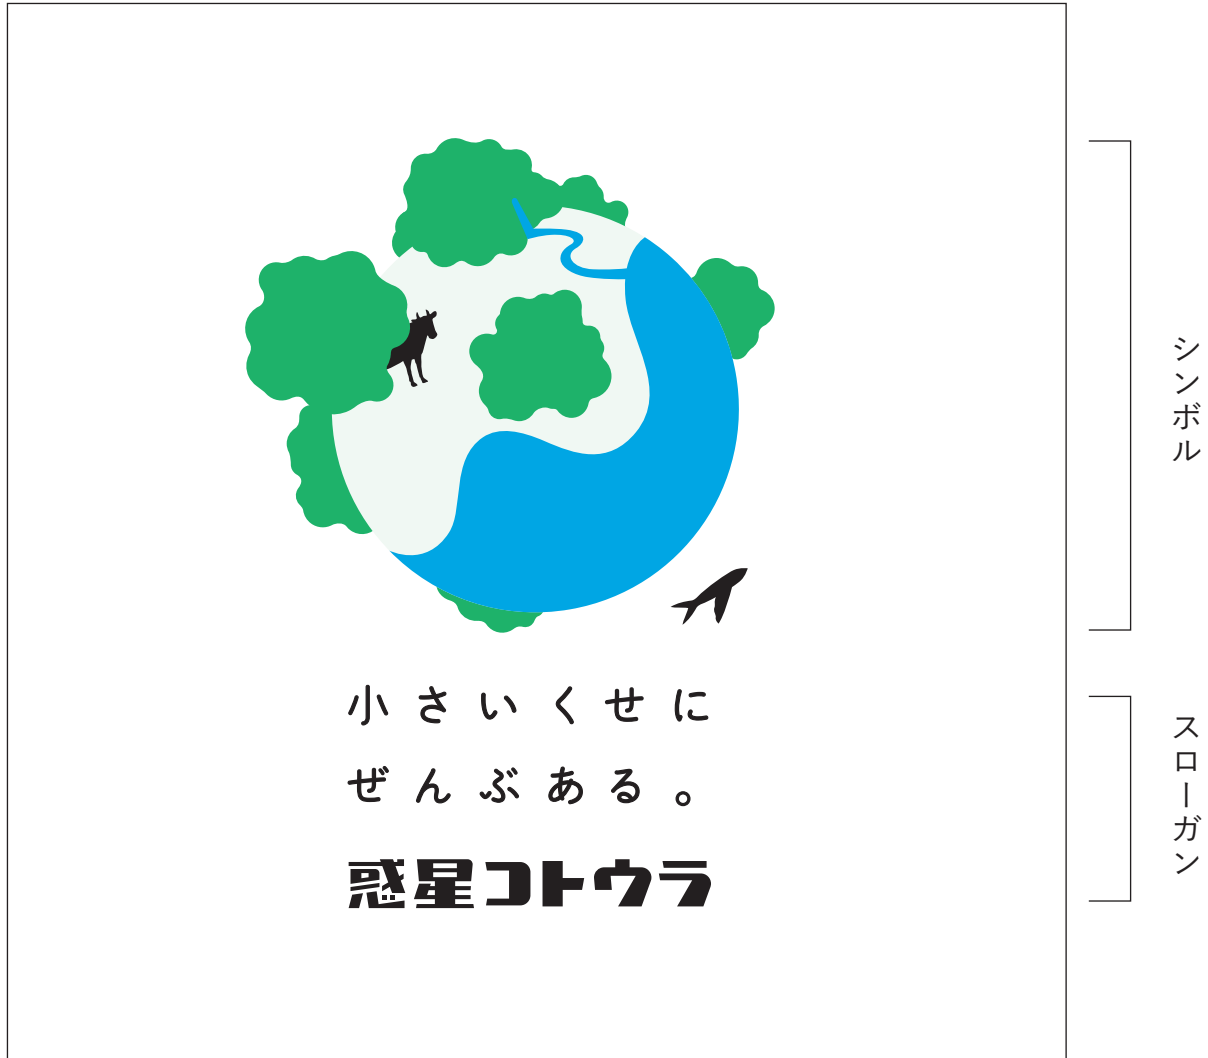 小さいくせに
ぜんぶある。
惑星コトウラ
シンボル
スローガン